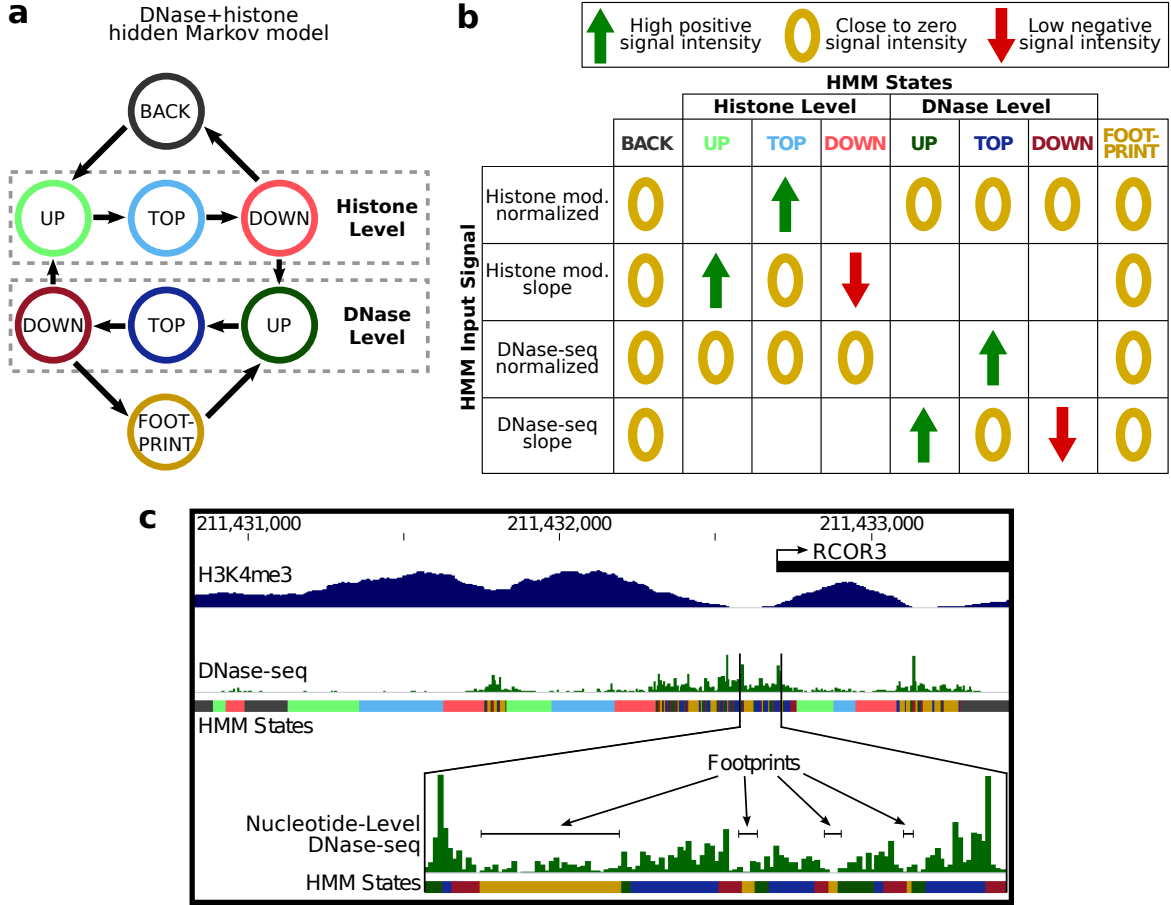 a
DNase+histone
hidden Markov model
BACK
UP
TOP
DOWN
Histone
Level
DOWN
TOP
UP
DNase
Level
FOOT-
PRINT
b
High positive
signal intensity
Close to zero
signal intensity
Low negative
signal intensity
HMM States
Histone Level
DNase Level
BACK
UP
TOP
DOWN
UP
TOP
DOWN
FOOT-
PRINT
HMM Input Signal
Histone mod.
normalized
Histone mod.
slope
DNase-seq
normalized
DNase-seq
slope
c
211,431,000
211,432,000
211,433,000
RCOR3
H3K4me3
DNase-seq
HMM States
Footprints
Nucleotide-Level
DNase-seq
HMM States